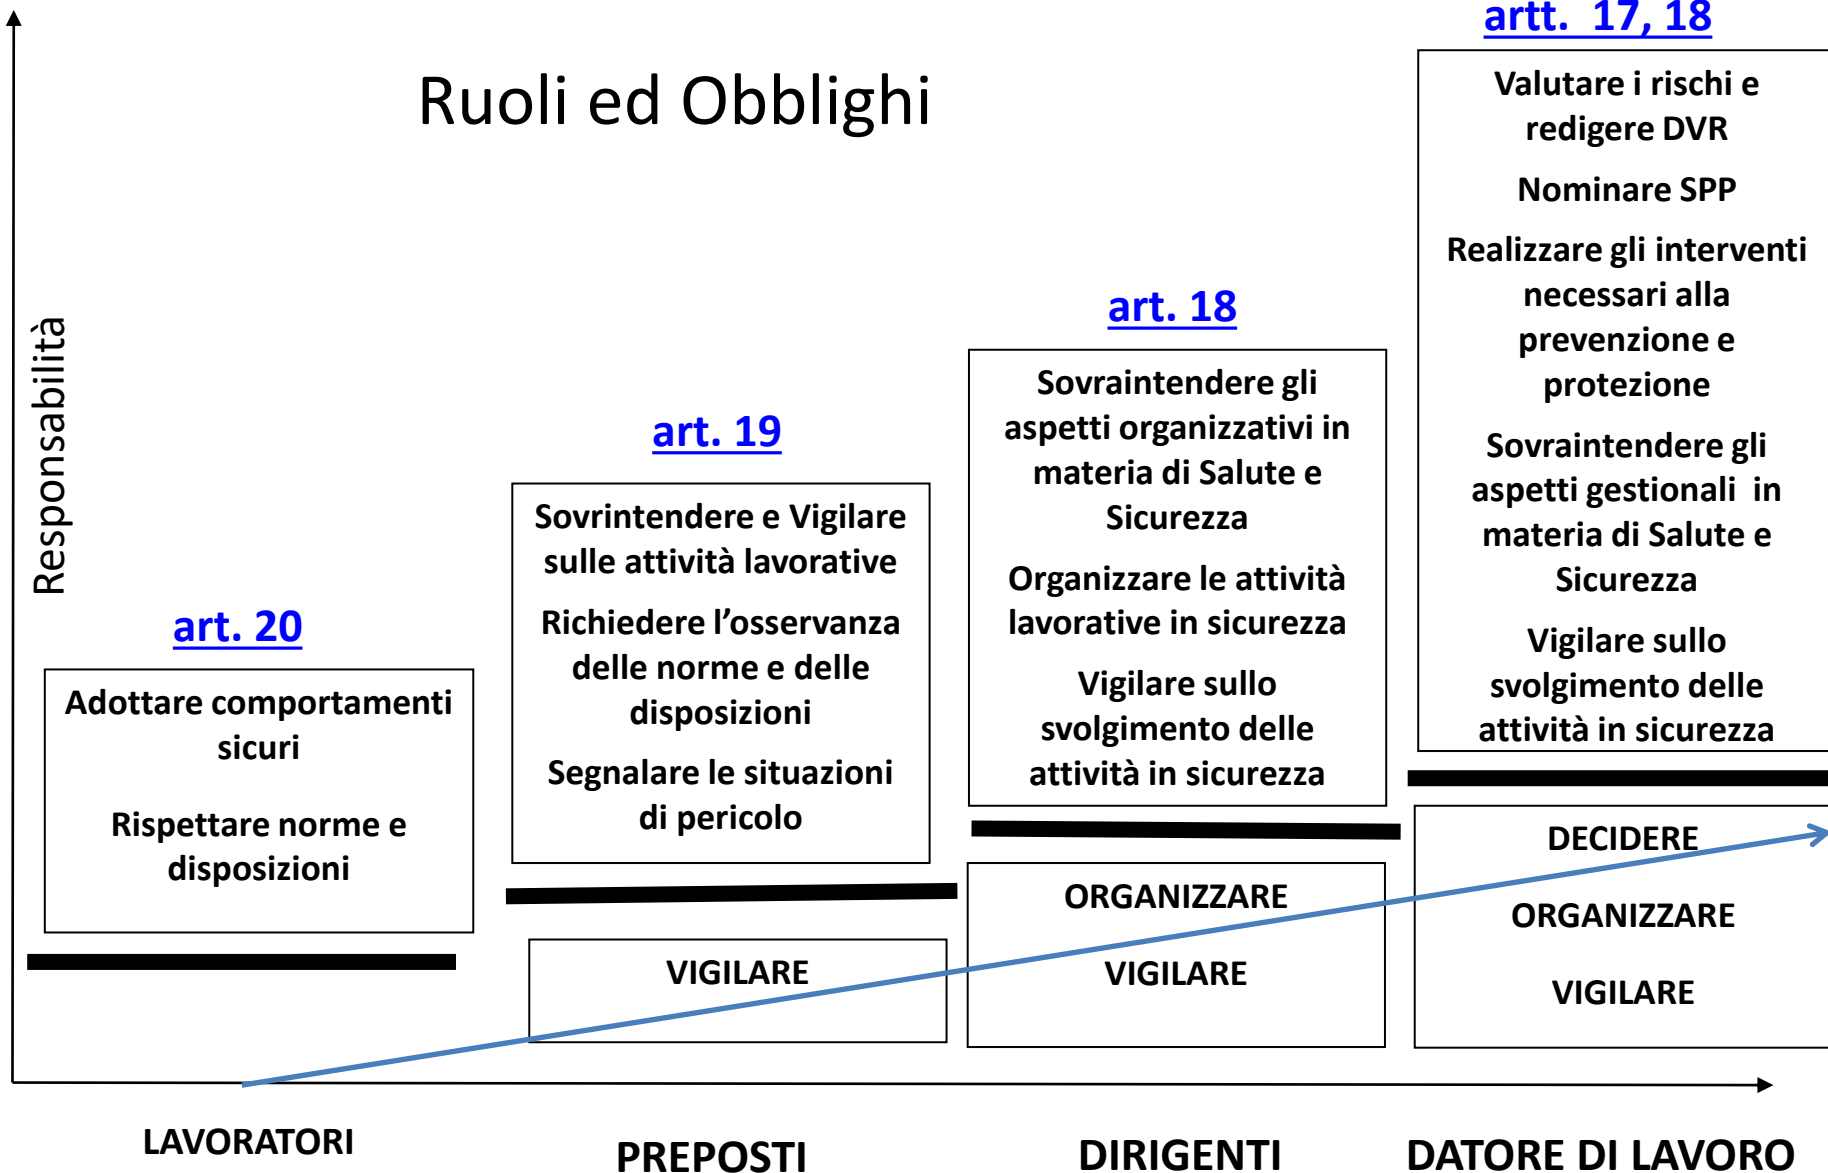 Ruoli ed Obblighi
Responsabilità
art. 20
Adottare comportamenti
sicuri
Rispettare norme e
disposizioni
LAVORATORI
art. 19
Sovrintendere e Vigilare
sulle attività lavorative
Richiedere l’osservanza
delle norme e delle
disposizioni
Segnalare le situazioni
di pericolo
VIGILARE
PREPOSTI
art. 18
Sovraintendere gli
aspetti organizzativi in
materia di Salute e
Sicurezza
Organizzare le attività
lavorative in sicurezza
Vigilare sullo
svolgimento delle
attività in sicurezza
ORGANIZZARE
VIGILARE
DIRIGENTI
artt. 17, 18
Valutare i rischi e
redigere DVR
Nominare SPP
Realizzare gli interventi
necessari alla
prevenzione e
protezione
Sovraintendere gli
aspetti gestionali in
materia di Salute e
Sicurezza
Vigilare sullo
svolgimento delle
attività in sicurezza
DECIDERE
ORGANIZZARE
VIGILARE
DATORE DI LAVORO